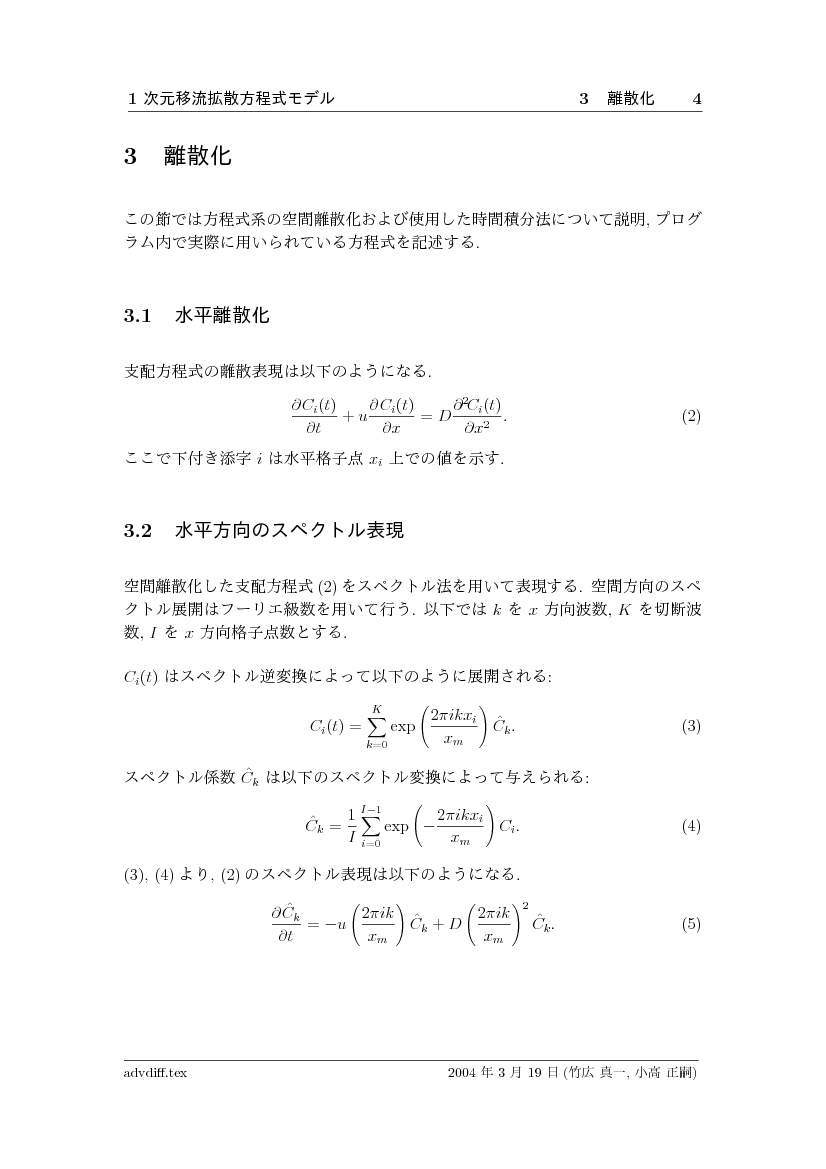 1 次元移流拡散方程式モデル 3 離散化 4
3 離散化
この節では方程式系の空間離散化および使用した時間積分法について説明, プログ
ラム内で実際に用いられている方程式を記述する.
3.1 水平離散化
支配方程式の離散表現は以下のようになる.
\frac{\partial C_i(t)}{\partial t} + u\frac{\partial C_i(t)}{\partial x} = D\frac{\partial^2 C_i(t)}{\partial x^2}. (2)
ここで下付き添字 i は水平格子点 x_i 上での値を示す.
3.2 水平方向のスペクトル表現
空間離散化した支配方程式 (2) をスペクトル法を用いて表現する. 空間方向のスペ
クトル展開はフーリエ級数を用いて行う. 以下では k を x 方向波数, K を切断波
数, I を x 方向格子点数とする.
C_i(t) はスペクトル逆変換によって以下のように展開される:
C_i(t) = \sum_{k=0}^{K} \exp\left(\frac{2\pi ikx_i}{x_m}\right) \hat{C}_k. (3)
スペクトル係数 \hat{C}_k は以下のスペクトル変換によって与えられる:
\hat{C}_k = \frac{1}{I} \sum_{i=0}^{I-1} \exp\left(-\frac{2\pi ikx_i}{x_m}\right) C_i. (4)
(3), (4) より, (2) のスペクトル表現は以下のようになる.
\frac{\partial \hat{C}_k}{\partial t} = -u\left(\frac{2\pi ik}{x_m}\right) \hat{C}_k + D\left(\frac{2\pi ik}{x_m}\right)^2 \hat{C}_k. (5)
advdiff.tex 2004 年 3 月 19 日 (竹広 真一, 小高 正嗣)